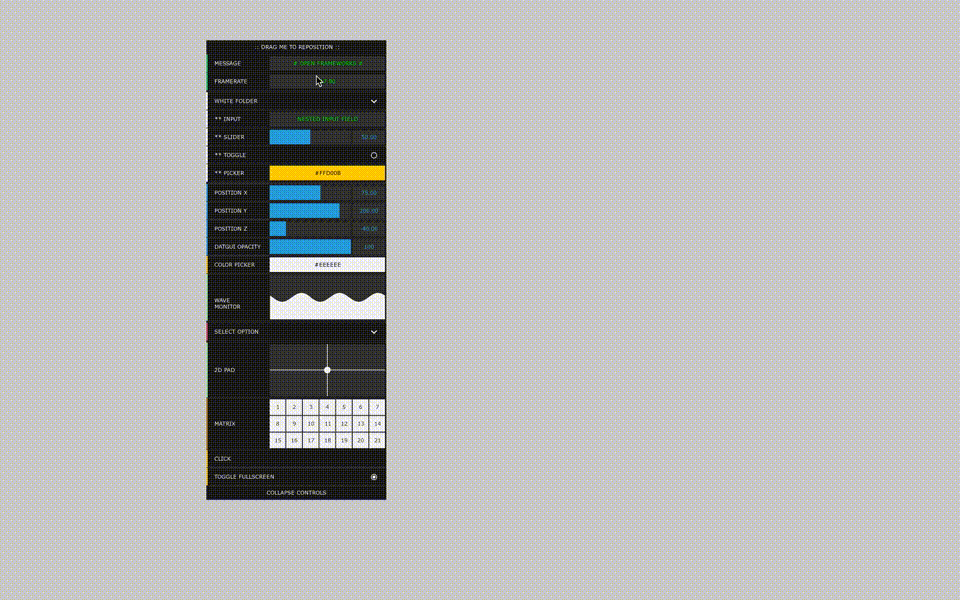 :: DRAG ME TO REPOSITION ::
MESSAGE # OPEN FRAMEWORKS #
FRAMERATE
WHITE FOLDER
** INPUT NESTED INPUT FIELD
** SLIDER 50.00
** TOGGLE
** PICKER #FFD00B
POSITION X 75.00
POSITION Y 200.00
POSITION Z -40.00
DATGUI OPACITY 100
COLOR PICKER #EEEEEE
WAVE
MONITOR
SELECT OPTION
2D PAD
1 2 3 4 5 6 7
MATRIX 8 9 10 11 12 13 14
15 16 17 18 19 20 21
CLICK
TOGGLE FULLSCREEN
COLLAPSE CONTROLS